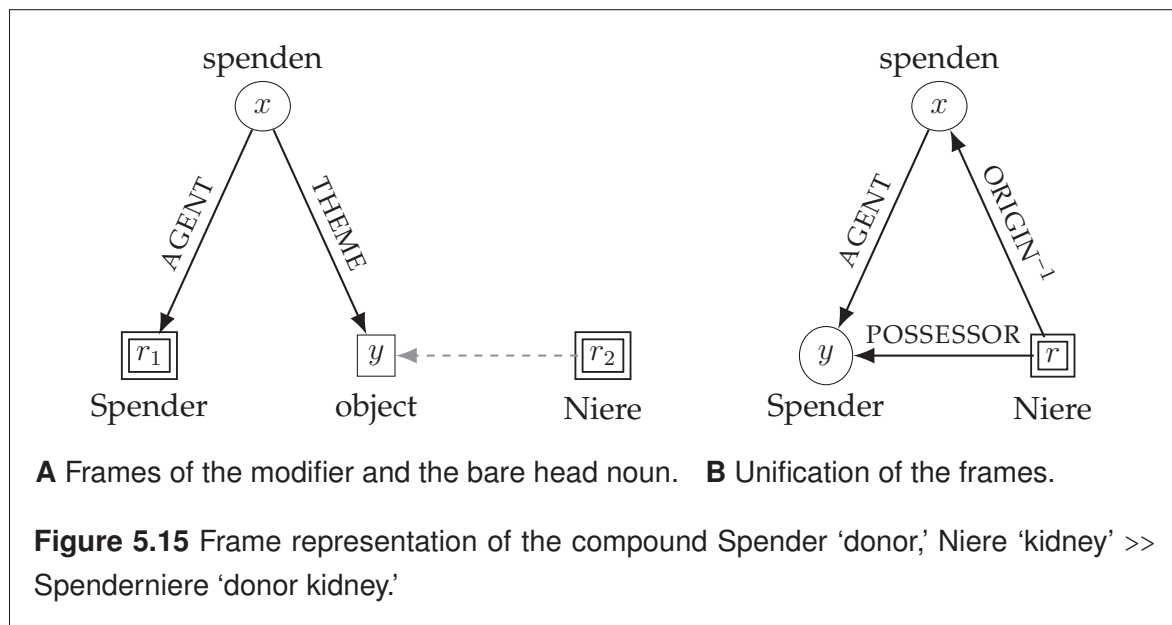 spenden
x
AGENT
THEME
r1
y
r2
Spender
object
Niere
spenden
x
AGENT
ORIGIN⁻¹
POSSESSOR
y
r
Spender
Niere
A Frames of the modifier and the bare head noun.
B Unification of the frames.
Figure 5.15 Frame representation of the compound Spender ‘donor,’ Niere ‘kidney’ >>
Spenderniere ‘donor kidney.’